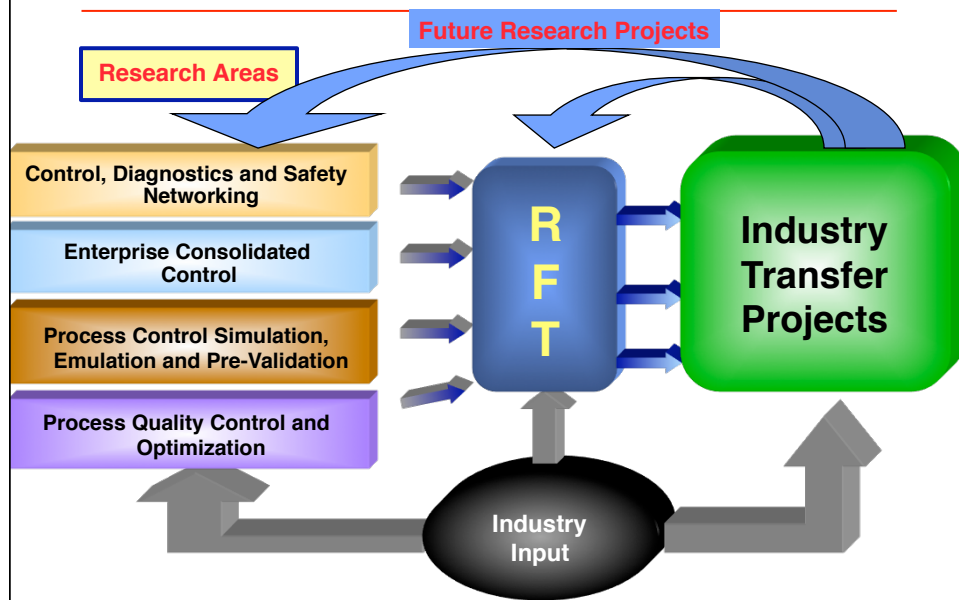 Future Research Projects
Research Areas
Control, Diagnostics and Safety
Networking
Enterprise Consolidated
Control
Process Control Simulation,
Emulation and Pre-Validation
Process Quality Control and
Optimization
R
F
T
Industry
Transfer
Projects
Industry
Input